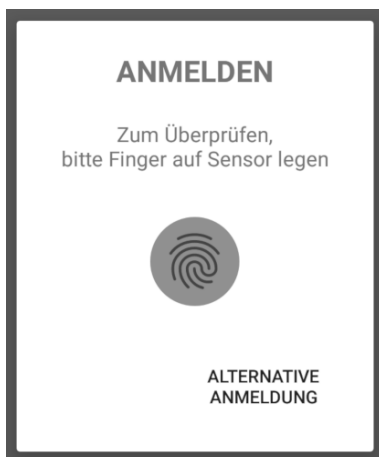 ANMELDEN
Zum Überprüfen,
bitte Finger auf Sensor legen
ALTERNATIVE
ANMELDUNG